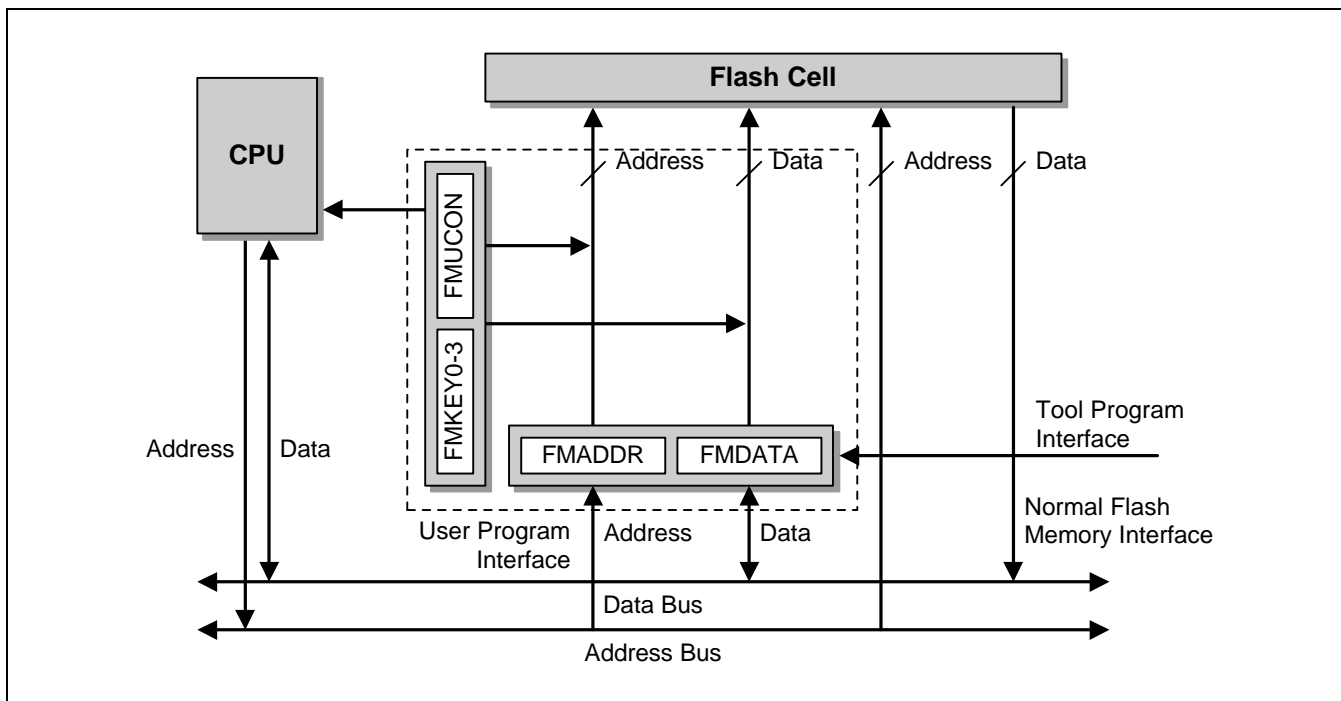 Flash Cell
CPU
Address
Data
Address
Data
FMUCON
FMKEY0-3
Tool Program
Interface
Address
Data
FMADDR
FMDATA
User Program
Interface
Address
Data
Normal Flash
Memory Interface
Data Bus
Address Bus